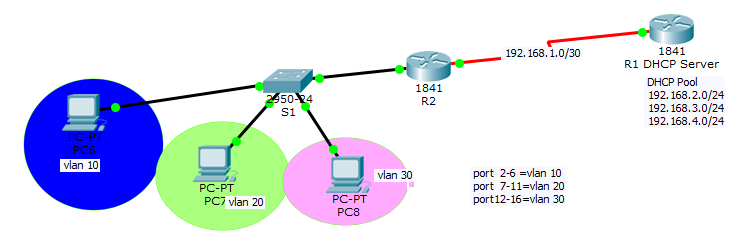 192.168.1.0/30
1841
R1 DHCP Server
DHCP Pool
192.168.2.0/24
192.168.3.0/24
192.168.4.0/24
1841
R2
2950-24
S1
PC-PT
PC6
vlan 10
PC-PT
PC7
vlan 20
vlan 30
PC-PT
PC8
port  2-6 =vlan 10
port  7-11=vlan 20
port12-16=vlan 30